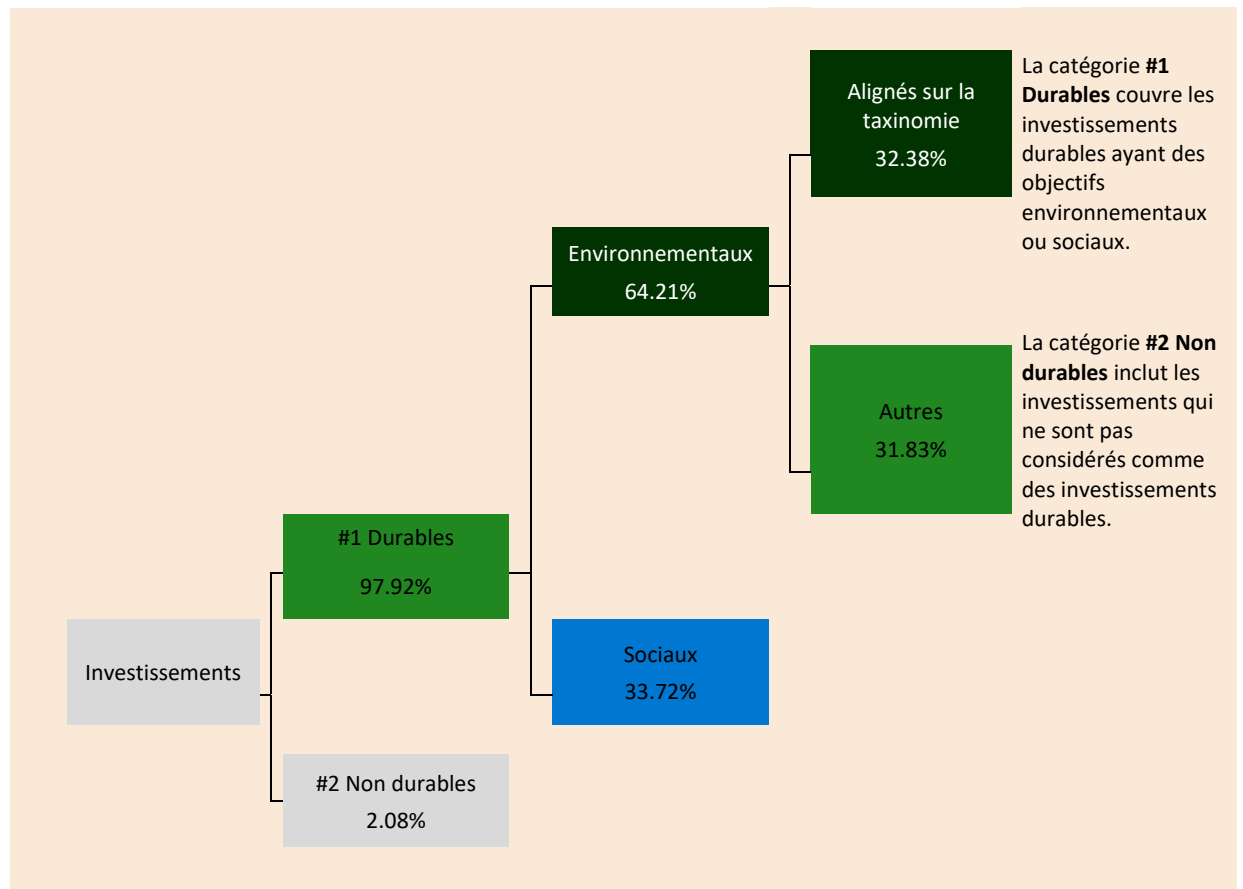 Alignés sur la
taxinomie
32.38%
La catégorie #1
Durables couvre les
investissements
durables ayant des
objectifs
environnementaux
ou sociaux.
Environnementaux
64.21%
La catégorie #2 Non
durables inclut les
investissements qui
ne sont pas
considérés comme
des investissements
durables.
Autres
31.83%
#1 Durables
97.92%
Investissements
Sociaux
33.72%
#2 Non durables
2.08%